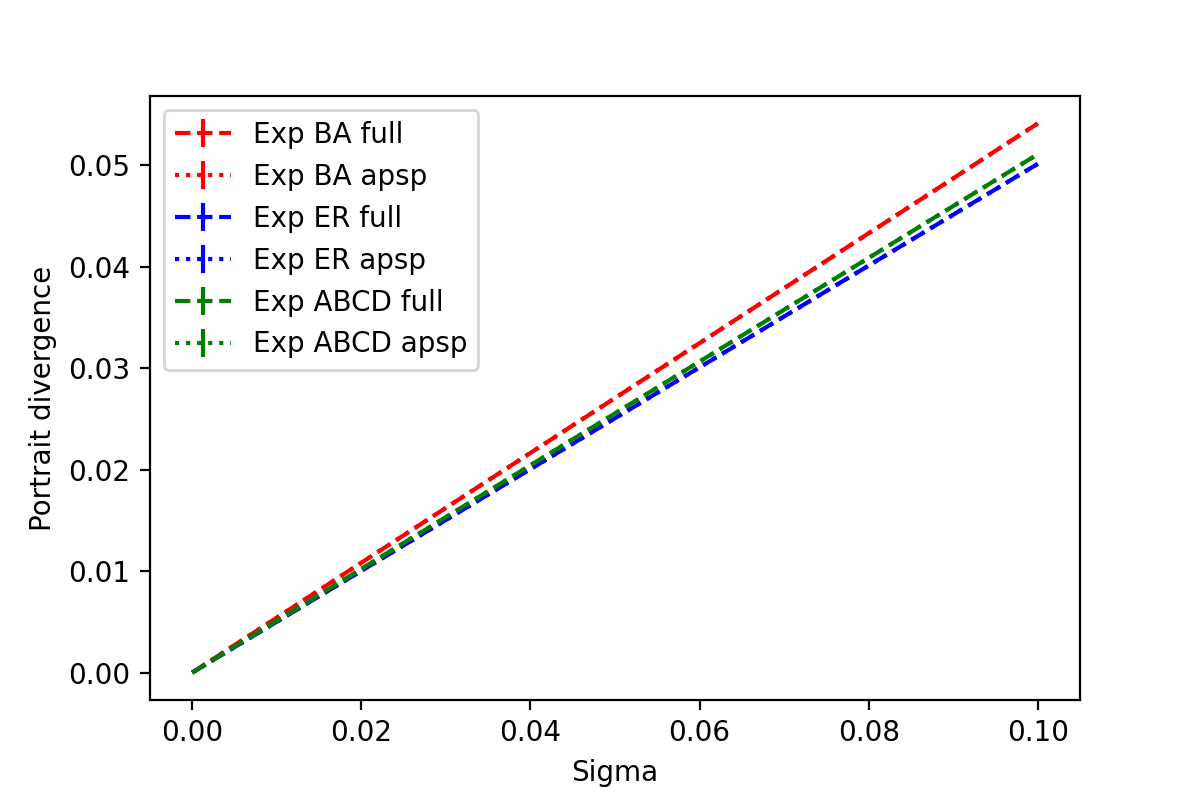 Exp BA full
Exp BA apsp
Exp ER full
Exp ER apsp
Exp ABCD full
Exp ABCD apsp
Portrait divergence
0.05
0.04
0.03
0.02
0.01
0.00
0.00 0.02 0.04 0.06 0.08 0.10
Sigma